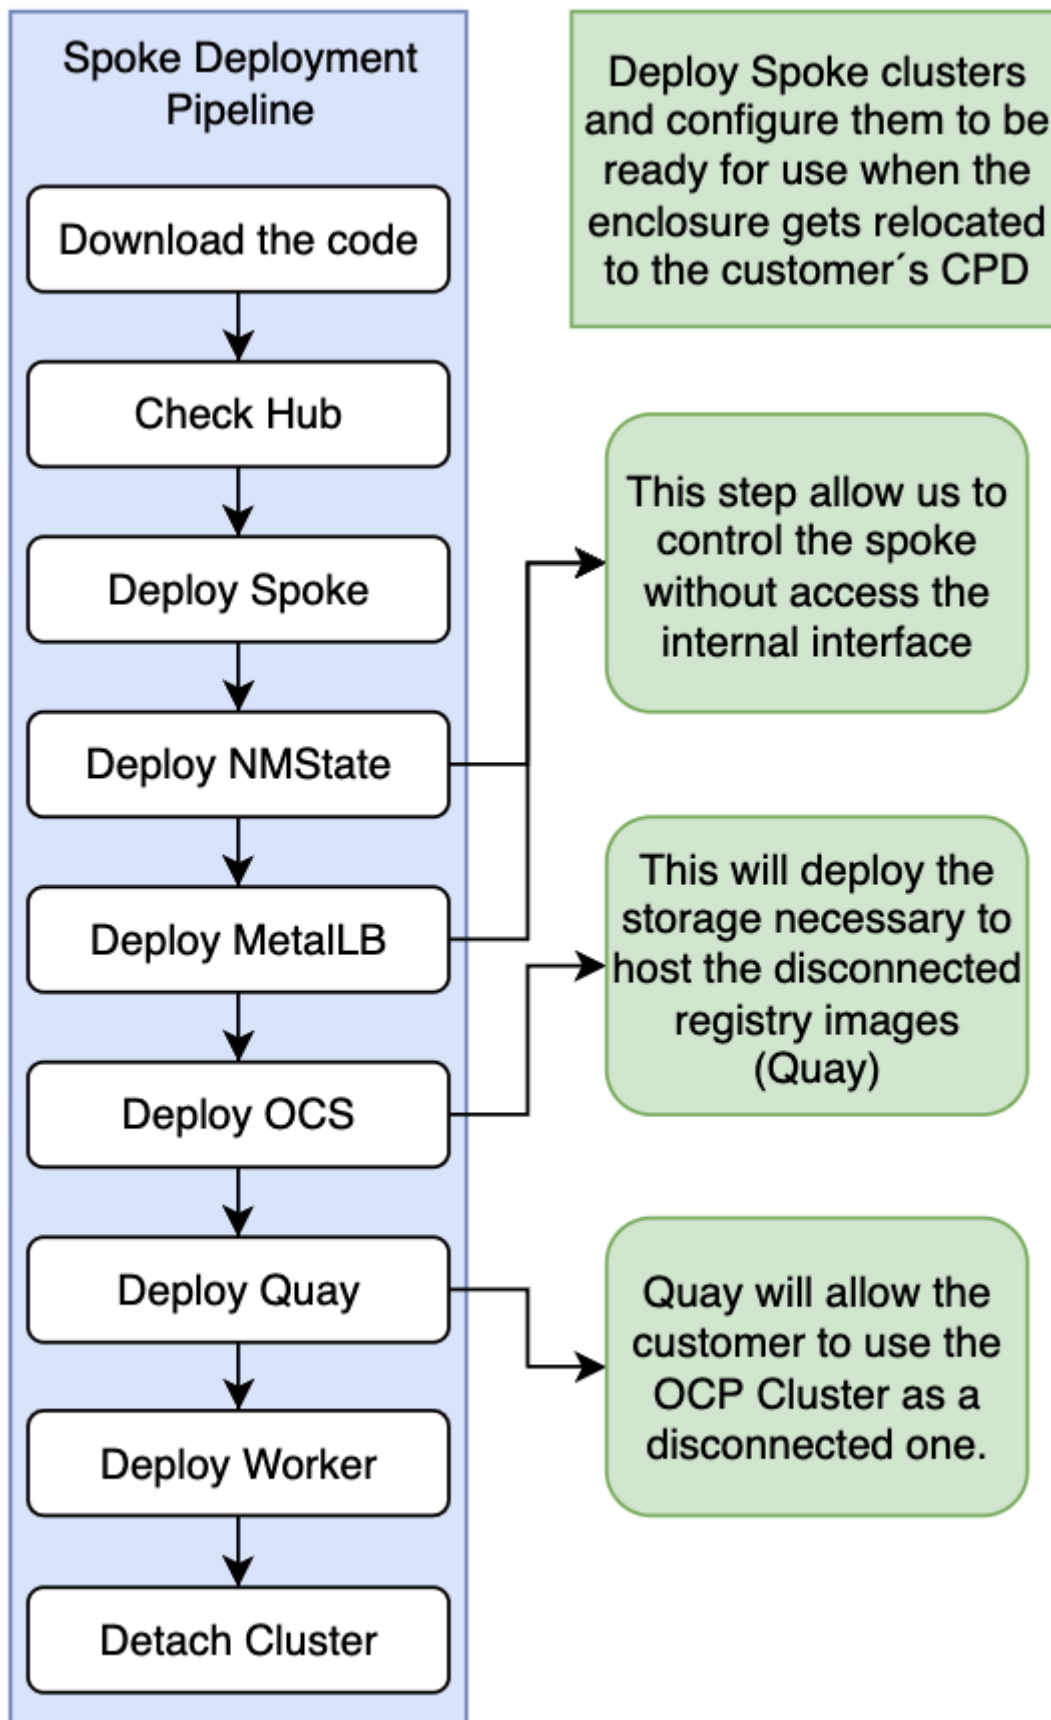 Spoke Deployment
Pipeline
Download the code
Check Hub
Deploy Spoke
Deploy NMState
Deploy MetalLB
Deploy OCS
Deploy Quay
Deploy Worker
Detach Cluster
Deploy Spoke clusters
and configure them to be
ready for use when the
enclosure gets relocated
to the customer´s CPD
This step allow us to
control the spoke
without access the
internal interface
This will deploy the
storage necessary to
host the disconnected
registry images
(Quay)
Quay will allow the
customer to use the
OCP Cluster as a
disconnected one.